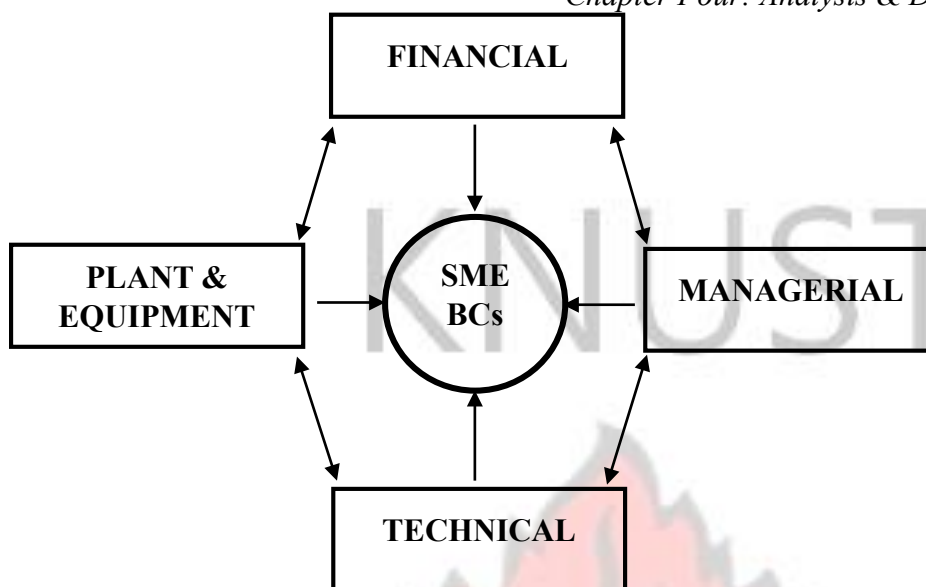 Chapter Four: Analysis & D
FINANCIAL
KNUST
PLANT &
EQUIPMENT
SME
BCs
MANAGERIAL
TECHNICAL